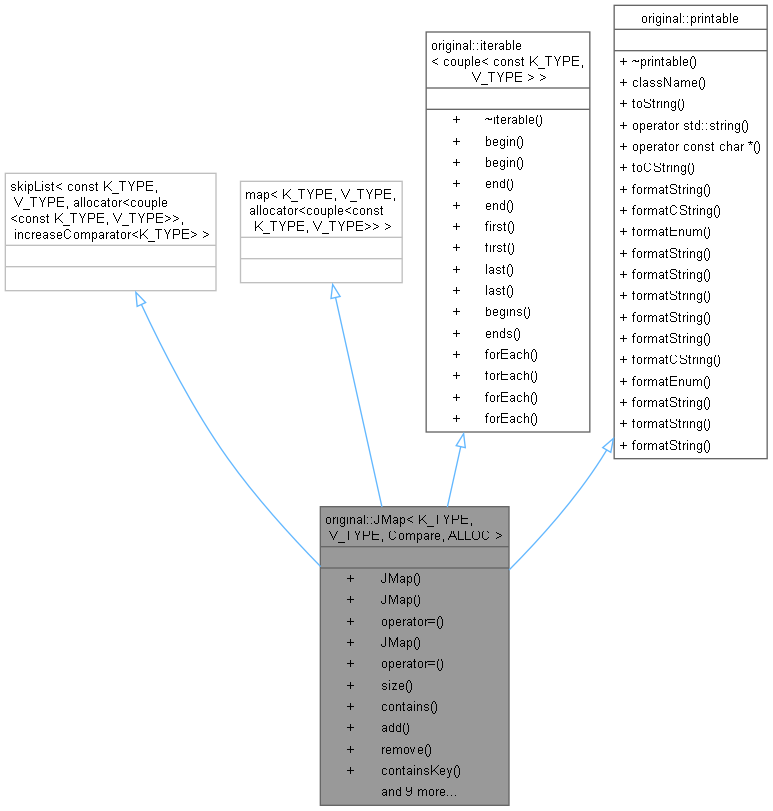 skipList< const K_TYPE,
V_TYPE, allocator<couple
<const K_TYPE, V_TYPE>>,
increaseComparator<K_TYPE> >
map< K_TYPE, V_TYPE,
allocator<couple<const
K_TYPE, V_TYPE>> >
original::iterable
< couple< const K_TYPE,
V_TYPE > >
+ ~iterable()
+ begin()
+ begin()
+ end()
+ end()
+ first()
+ first()
+ last()
+ last()
+ begins()
+ ends()
+ forEach()
+ forEach()
+ forEach()
+ forEach()
original::printable
+ ~printable()
+ className()
+ toString()
+ operator std::string()
+ operator const char *()
+ toCString()
+ formatString()
+ formatCString()
+ formatEnum()
+ formatString()
+ formatString()
+ formatString()
+ formatString()
+ formatString()
+ formatCString()
+ formatEnum()
+ formatString()
+ formatString()
+ formatString()
original::JMap< K_TYPE,
V_TYPE, Compare, ALLOC >
+ JMap()
+ JMap()
+ operator=()
+ JMap()
+ operator=()
+ size()
+ contains()
+ add()
+ remove()
+ containsKey()
and 9 more...